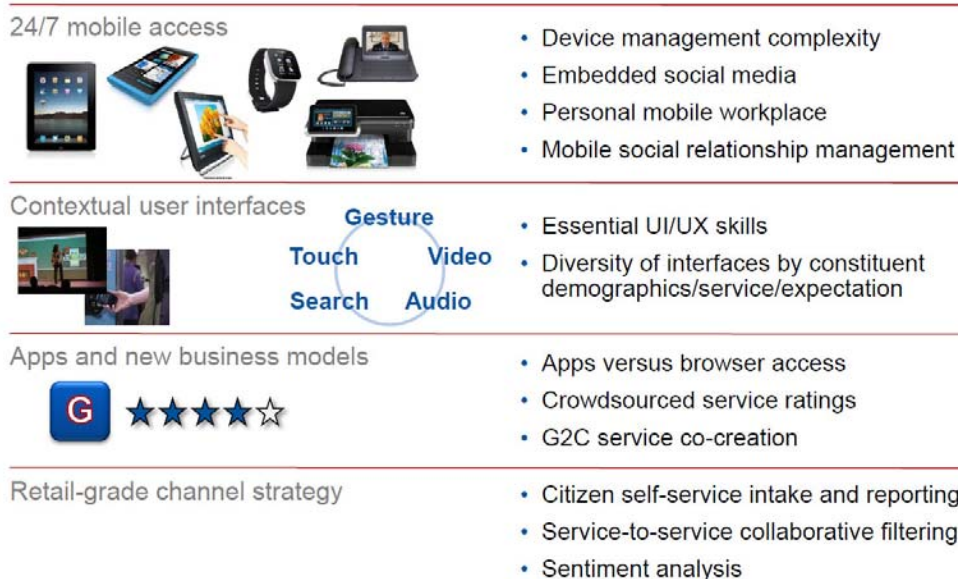 24/7 mobile access
• Device management complexity
• Embedded social media
• Personal mobile workplace
• Mobile social relationship management
Contextual user interfaces
Gesture
Touch
Video
Search
Audio
• Essential UI/UX skills
• Diversity of interfaces by constituent
demographics/service/expectation
Apps and new business models
G
• Apps versus browser access
• Crowdsourced service ratings
• G2C service co-creation
Retail-grade channel strategy
• Citizen self-service intake and reporting
• Service-to-service collaborative filtering
• Sentiment analysis